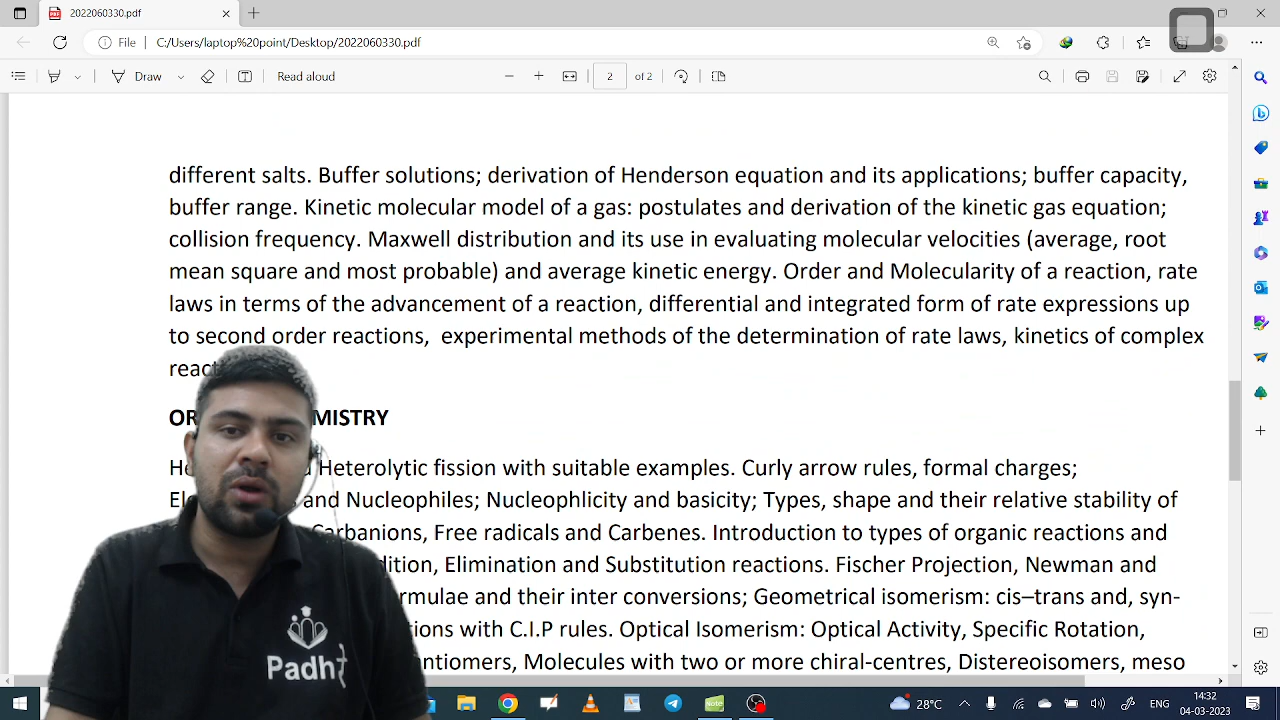 2022060330.pdf
File C:/Users/laptop%20point/Desktop/2022060330.pdf
Draw Read aloud 2 of 2
different salts. Buffer solutions; derivation of Henderson equation and its applications; buffer capacity,
buffer range. Kinetic molecular model of a gas: postulates and derivation of the kinetic gas equation;
collision frequency. Maxwell distribution and its use in evaluating molecular velocities (average, root
mean square and most probable) and average kinetic energy. Order and Molecularity of a reaction, rate
laws in terms of the advancement of a reaction, differential and integrated form of rate expressions up
to second order reactions, experimental methods of the determination of rate laws, kinetics of complex
Heterolytic fission with suitable examples. Curly arrow rules, formal charges;
and Nucleophiles; Nucleophlicity and basicity; Types, shape and their relative stability of
Carbanions, Free radicals and Carbenes. Introduction to types of organic reactions and
Elimination and Substitution reactions. Fischer Projection, Newman and
and their inter conversions; Geometrical isomerism: cis–trans and, syn-
with C.I.P rules. Optical Isomerism: Optical Activity, Specific Rotation,
Molecules with two or more chiral-centres, Distereoisomers, meso
Padh
Note
28°C ENG 14:32
04-03-2023